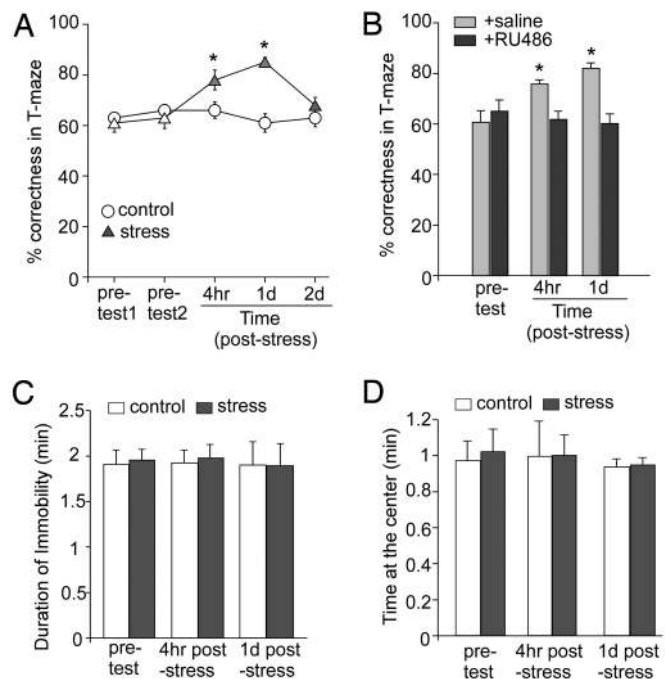 A
% correctness in T-maze
100
80
60
40
20
0
*
*
control
stress
pre-
test1
pre-
test2
4hr
1d
2d
Time
(post-stress)
B
% correctness in T-maze
+saline
+RU486
100
80
60
40
20
0
*
*
pre-
test
4hr
1d
Time
(post-stress)
C
Duration of Immobility (min)
control
stress
2.5
2
1.5
1
0.5
0
pre-
test
4hr post
-stress
1d post
-stress
D
Time at the center (min)
control
stress
1.2
1
0.8
0.6
0.4
0.2
0
pre-
test
4hr post
-stress
1d post
-stress